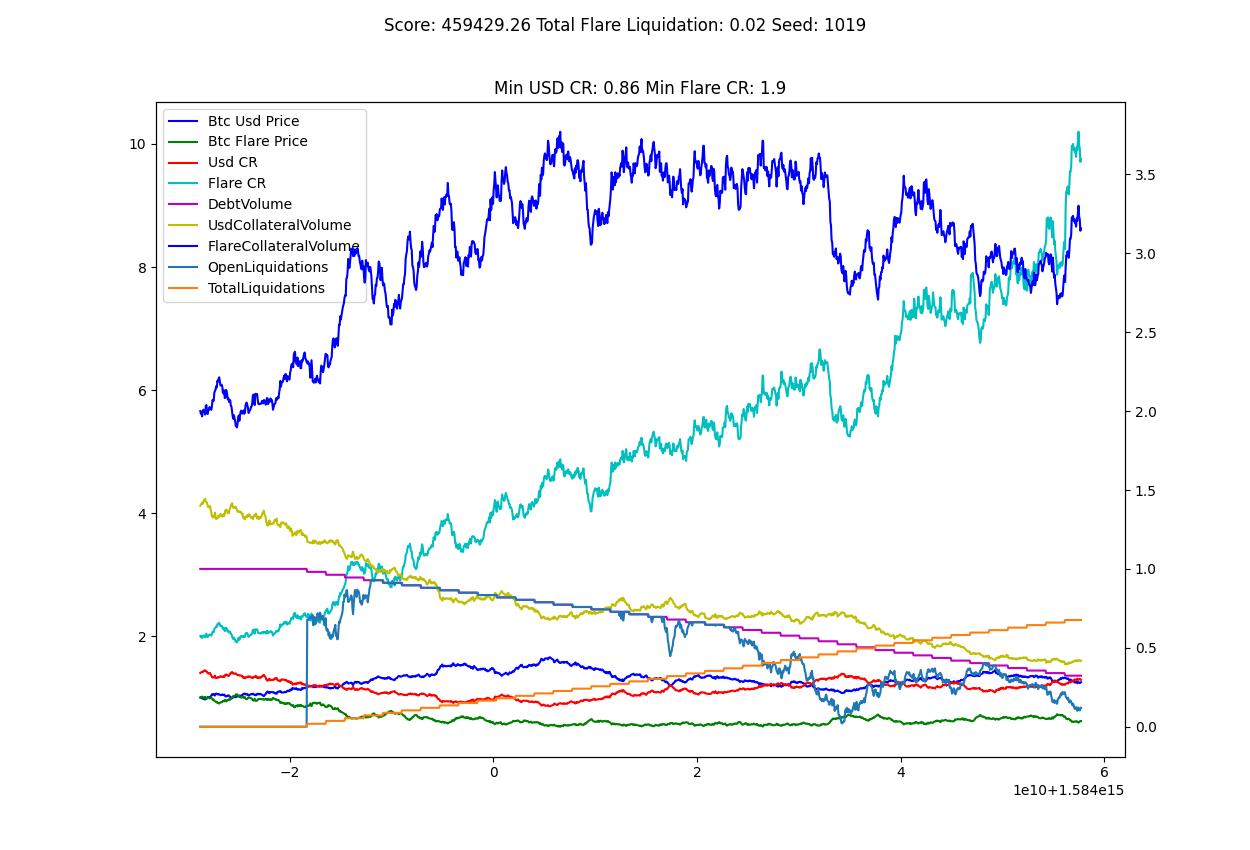 Score: 459429.26 Total Flare Liquidation: 0.02 Seed: 1019
Min USD CR: 0.86 Min Flare CR: 1.9
Btc Usd Price
Btc Flare Price
Usd CR
Flare CR
DebtVolume
UsdCollateralVolume
FlareCollateralVolume
OpenLiquidations
TotalLiquidations
10
8
6
4
2
3.5
3.0
2.5
2.0
1.5
1.0
0.5
0.0
−2 0 2 4 6
1e10+1.584e15